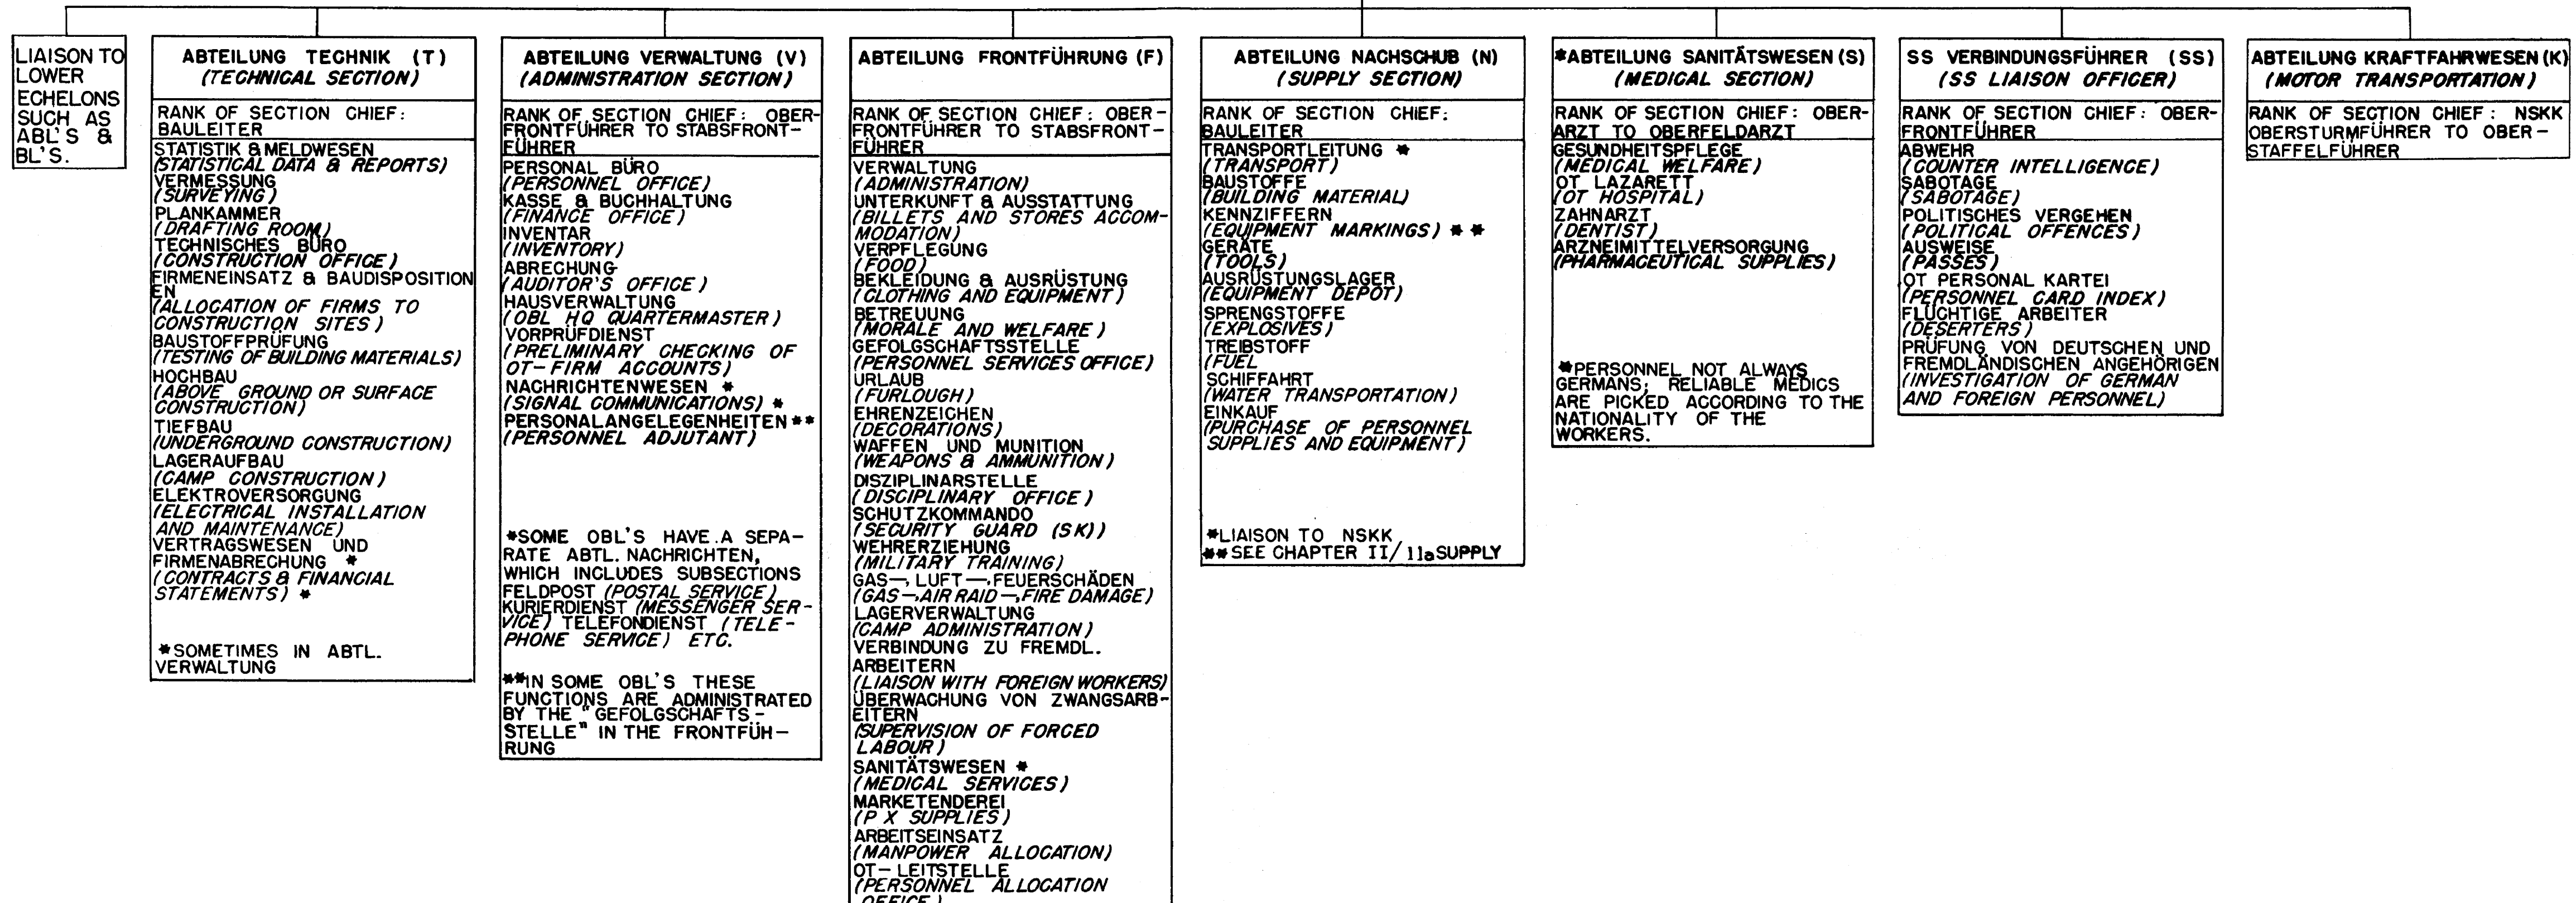 LIAISON TO
LOWER
ECHELONS
SUCH AS
ABL'S &
BL'S.
ABTEILUNG TECHNIK (T)
(TECHNICAL SECTION)
RANK OF SECTION CHIEF:
BAULEITER
STATISTIK & MELDWESEN
(STATISTICAL DATA & REPORTS)
VERMESSUNG
(SURVEYING)
PLANKAMMER
(DRAFTING ROOM)
TECHNISCHES BÜRO
(CONSTRUCTION OFFICE)
FIRMENEINSATZ & BAUDISPOSITION
EN
(ALLOCATION OF FIRMS TO
CONSTRUCTION SITES)
BAUSTOFFPRÜFUNG
(TESTING OF BUILDING MATERIALS)
HOCHBAU
(ABOVE GROUND OR SURFACE
CONSTRUCTION)
TIEFBAU
(UNDERGROUND CONSTRUCTION)
LAGERAUFBAU
(CAMP CONSTRUCTION)
ELEKTROVERSORGUNG
(ELECTRICAL INSTALLATION
AND MAINTENANCE)
VERTRAGSWESEN UND
FIRMENABRECHUNG *
(CONTRACTS & FINANCIAL
STATEMENTS) *
*SOMETIMES IN ABTL.
VERWALTUNG
ABTEILUNG VERWALTUNG (V)
(ADMINISTRATION SECTION)
RANK OF SECTION CHIEF: OBER-
FRONTFÜHRER TO STABSFRONT-
FÜHRER
PERSONAL BÜRO
(PERSONNEL OFFICE)
KASSE & BUCHHALTUNG
(FINANCE OFFICE)
INVENTAR
(INVENTORY)
ABRECHUNG
(AUDITOR'S OFFICE)
HAUSVERWALTUNG
(OBL HQ QUARTERMASTER)
VORPRÜFDIENST
(PRELIMINARY CHECKING OF
OT-FIRM ACCOUNTS)
NACHRICHTENWESEN *
(SIGNAL COMMUNICATIONS) *
PERSONALANGELEGENHEITEN **
(PERSONNEL ADJUTANT)
*SOME OBL'S HAVE A SEPA-
RATE ABTL. NACHRICHTEN,
WHICH INCLUDES SUBSECTIONS
FELDPOST (POSTAL SERVICE)
KURIERDIENST (MESSENGER SER-
VICE) TELEFONDIENST (TELE-
PHONE SERVICE) ETC.
**IN SOME OBL'S THESE
FUNCTIONS ARE ADMINISTRATED
BY THE "GEFOLGSCHAFTS-
STELLE" IN THE FRONTFÜH-
RUNG
ABTEILUNG FRONTFÜHRUNG (F)
RANK OF SECTION CHIEF: OBER-
FRONTFÜHRER TO STABSFRONT-
FÜHRER
VERWALTUNG
(ADMINISTRATION)
UNTERKUNFT & AUSSTATTUNG
(BILLETS AND STORES ACCOM-
MODATION)
VERPFLEGUNG
(FOOD)
BEKLEIDUNG & AUSRÜSTUNG
(CLOTHING AND EQUIPMENT)
BETREUUNG
(MORALE AND WELFARE)
GEFOLGSCHAFTSSTELLE
(PERSONNEL SERVICES OFFICE)
URLAUB
(FURLOUGH)
EHRENZEICHEN
(DECORATIONS)
WAFFEN UND MUNITION
(WEAPONS & AMMUNITION)
DISZIPLINARSTELLE
(DISCIPLINARY OFFICE)
SCHUTZKOMMANDO
(SECURITY GUARD (SK))
WEHRERZIEHUNG
(MILITARY TRAINING)
GAS-, LUFT-, FEUERSCHÄDEN
(GAS-, AIR RAID-, FIRE DAMAGE)
LAGERVERWALTUNG
(CAMP ADMINISTRATION)
VERBINDUNG ZU FREMDL.
ARBEITERN
(LIAISON WITH FOREIGN WORKERS)
ÜBERWACHUNG VON ZWANGSARB-
EITERN
(SUPERVISION OF FORCED
LABOUR)
SANITÄTSWESEN *
(MEDICAL SERVICES)
MARKETENDEREI
(P X SUPPLIES)
ARBEITSEINSATZ
(MANPOWER ALLOCATION)
OT-LEITSTELLE
(PERSONNEL ALLOCATION
OFFICE)
ABTEILUNG NACHSCHUB (N)
(SUPPLY SECTION)
RANK OF SECTION CHIEF:
BAULEITER
TRANSPORTLEITUNG *
(TRANSPORT)
BAUSTOFFE
(BUILDING MATERIAL)
KENNZIFFERN
(EQUIPMENT MARKINGS) **
GERÄTE
(TOOLS)
AUSRÜSTUNGSLAGER
(EQUIPMENT DEPOT)
SPRENGSTOFFE
(EXPLOSIVES)
TREIBSTOFF
(FUEL
SCHIFFAHRT
(WATER TRANSPORTATION)
EINKAUF
(PURCHASE OF PERSONNEL
SUPPLIES AND EQUIPMENT)
*LIAISON TO NSKK
**SEE CHAPTER II/11a SUPPLY
*ABTEILUNG SANITÄTSWESEN (S)
(MEDICAL SECTION)
RANK OF SECTION CHIEF: OBER-
ARZT TO OBERFELDARZT
GESUNDHEITSPFLEGE
(MEDICAL WELFARE)
OT LAZARETT
(OT HOSPITAL)
ZAHNARZT
(DENTIST)
ARZNEIMITTELVERSORGUNG
(PHARMACEUTICAL SUPPLIES)
*PERSONNEL NOT ALWAYS
GERMANS; RELIABLE MEDICS
ARE PICKED ACCORDING TO THE
NATIONALITY OF THE
WORKERS.
SS VERBINDUNGSFÜHRER (SS)
(SS LIAISON OFFICER)
RANK OF SECTION CHIEF: OBER-
FRONTFÜHRER
ABWEHR
(COUNTER INTELLIGENCE)
SABOTAGE
(SABOTAGE)
POLITISCHES VERGEHEN
(POLITICAL OFFENCES)
AUSWEISE
(PASSES)
OT PERSONAL KARTEI
(PERSONNEL CARD INDEX)
FLÜCHTIGE ARBEITER
(DESERTERS)
PRÜFUNG VON DEUTSCHEN UND
FREMDLÄNDISCHEN ANGEHÖRIGEN
(INVESTIGATION OF GERMAN
AND FOREIGN PERSONNEL)
ABTEILUNG KRAFTFAHRWESEN (K)
(MOTOR TRANSPORTATION)
RANK OF SECTION CHIEF: NSKK
OBERSTURMFÜHRER TO OBER-
STAFFELFÜHRER